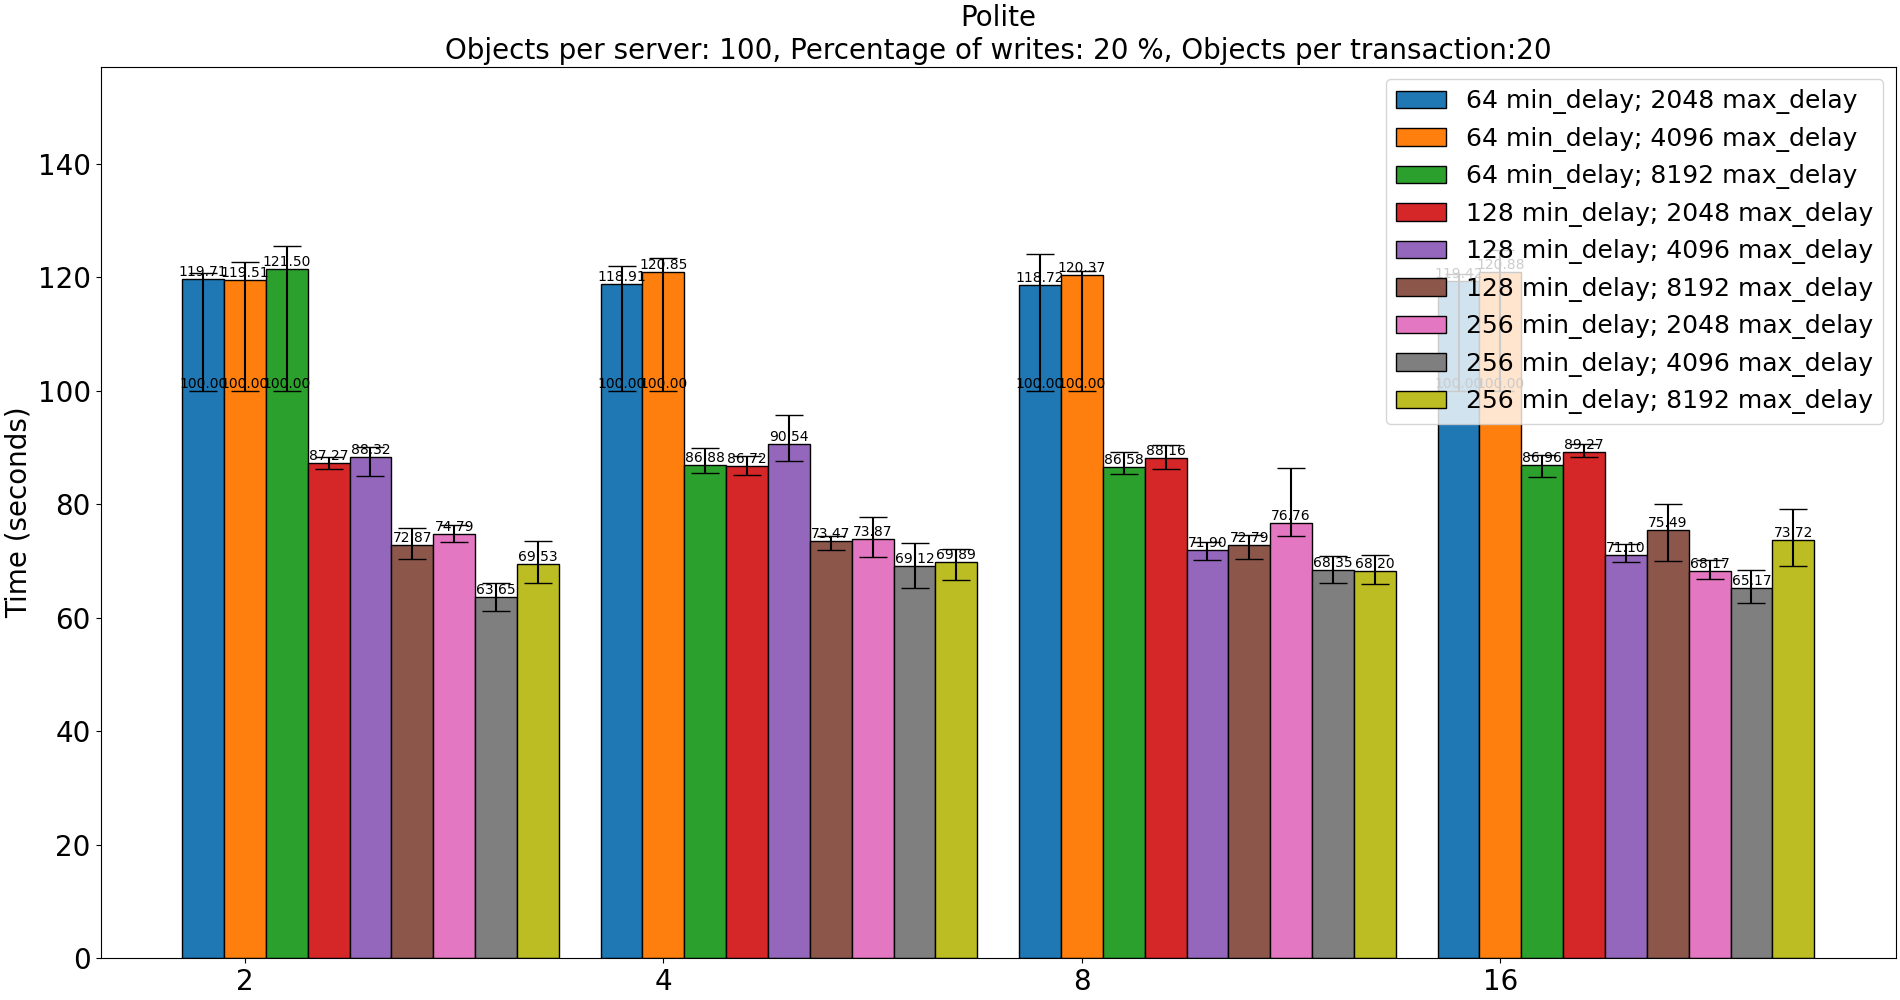 Polite
Objects per server: 100, Percentage of writes: 20 %, Objects per transaction:20
64 min_delay; 2048 max_delay
64 min_delay; 4096 max_delay
64 min_delay; 8192 max_delay
128 min_delay; 2048 max_delay
128 min_delay; 4096 max_delay
128 min_delay; 8192 max_delay
256 min_delay; 2048 max_delay
256 min_delay; 4096 max_delay
256 min_delay; 8192 max_delay
Time (seconds)
140
120
100
80
60
40
20
0
119.71 119.51 121.50 87.27 88.32 72.87 74.79 63.65 69.53
100.00 100.00 100.00
118.91 120.85 86.88 86.72 90.54 73.47 73.87 69.12 69.89
100.00 100.00
118.72 120.37 86.58 88.16 71.90 72.79 76.76 68.35 68.20
100.00 100.00
119.42 120.88 86.96 89.27 71.10 75.49 68.17 65.17 73.72
100.00 100.00
2 4 8 16